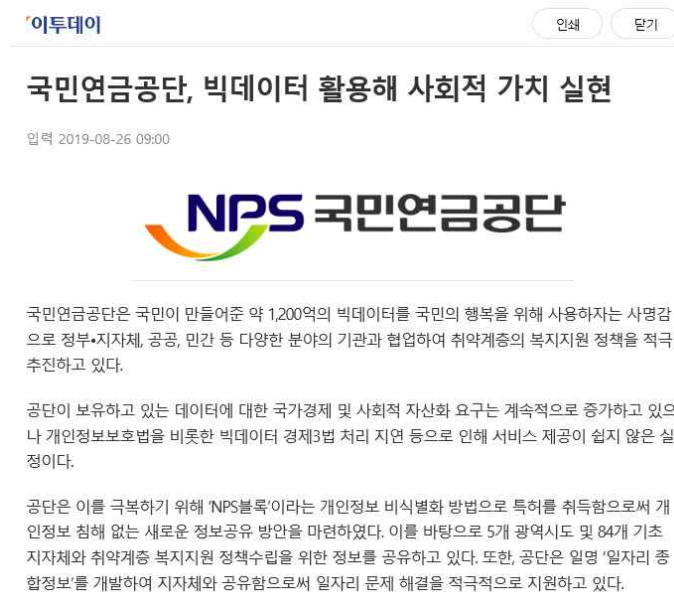 이투데이
인쇄
닫기
국민연금공단, 빅데이터 활용해 사회적 가치 실현
입력 2019-08-26 09:00
NPS 국민연금공단
국민연금공단은 국민이 만들어준 약 1,200억의 빅데이터를 국민의 행복을 위해 사용하자는 사명감
으로 정부•지자체, 공공, 민간 등 다양한 분야의 기관과 협업하여 취약계층의 복지지원 정책을 적극
추진하고 있다.
공단이 보유하고 있는 데이터에 대한 국가경제 및 사회적 자산화 요구는 계속적으로 증가하고 있으
나 개인정보보호법을 비롯한 빅데이터 경제3법 처리 지연 등으로 인해 서비스 제공이 쉽지 않은 실
정이다.
공단은 이를 극복하기 위해 ‘NPS블록’이라는 개인정보 비식별화 방법으로 특허를 취득함으로써 개
인정보 침해 없는 새로운 정보공유 방안을 마련하였다. 이를 바탕으로 5개 광역시도 및 84개 기초
지자체와 취약계층 복지지원 정책수립을 위한 정보를 공유하고 있다. 또한, 공단은 일명 ‘일자리 종
합정보’를 개발하여 지자체와 공유함으로써 일자리 문제 해결을 적극적으로 지원하고 있다.